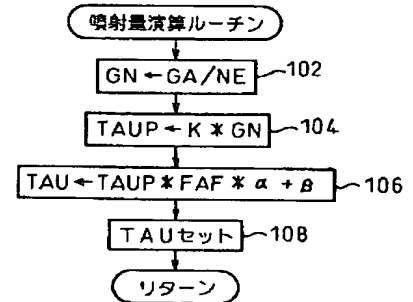 噴射量演算ルーチン
GN←GA/NE 102
TAUP←K*GN 104
TAU←TAUP*FAF*α+β 106
TAUセット 108
リターン